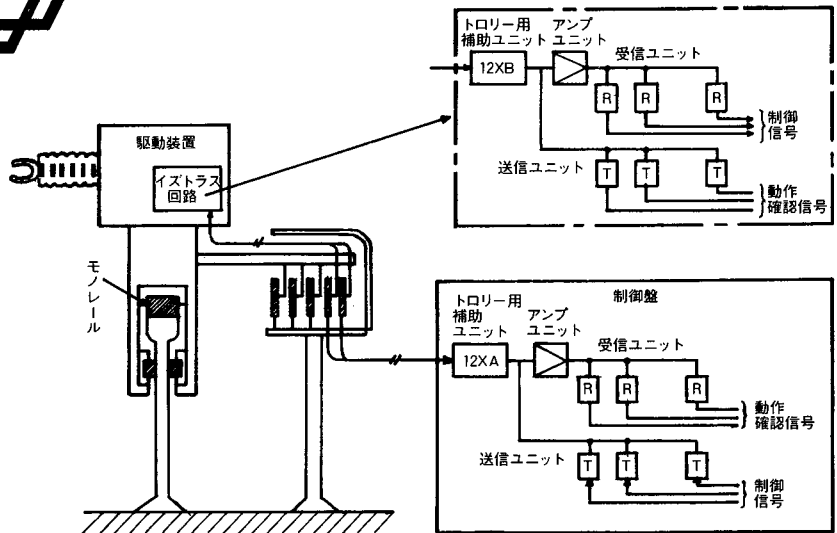 トロリー用
補助ユニット
アンプ
ユニット
受信ユニット
12XB
R
R
R
制御
信号
送信ユニット
T
T
T
動作
確認信号
駆動装置
イズトラス
回路
モノレール
制御盤
トロリー用
補助
ユニット
アンプ
ユニット
受信ユニット
12XA
R
R
R
動作
確認信号
送信ユニット
T
T
T
制御
信号